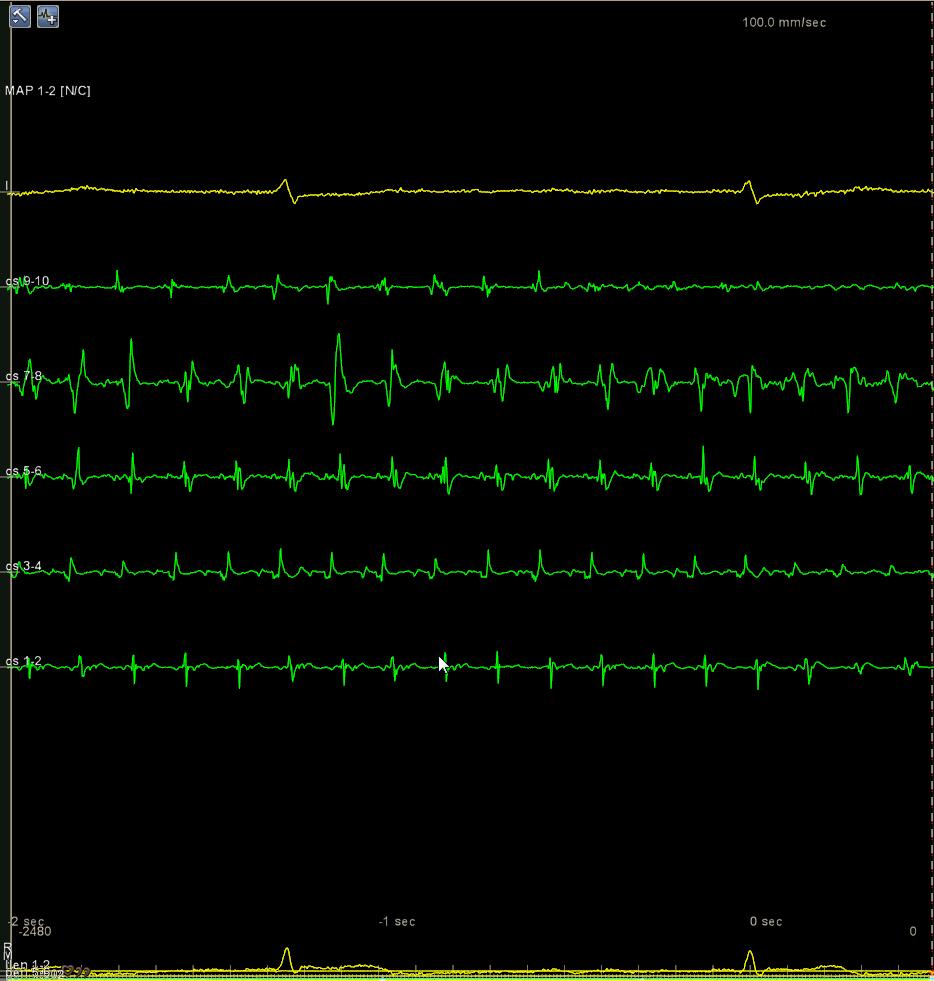 100.0 mm/sec
MAP 1-2 [N/C]
I
cs 9-10
cs 7-8
cs 5-6
cs 3-4
cs 1-2
-2 sec
-1 sec
0 sec
-2480
0